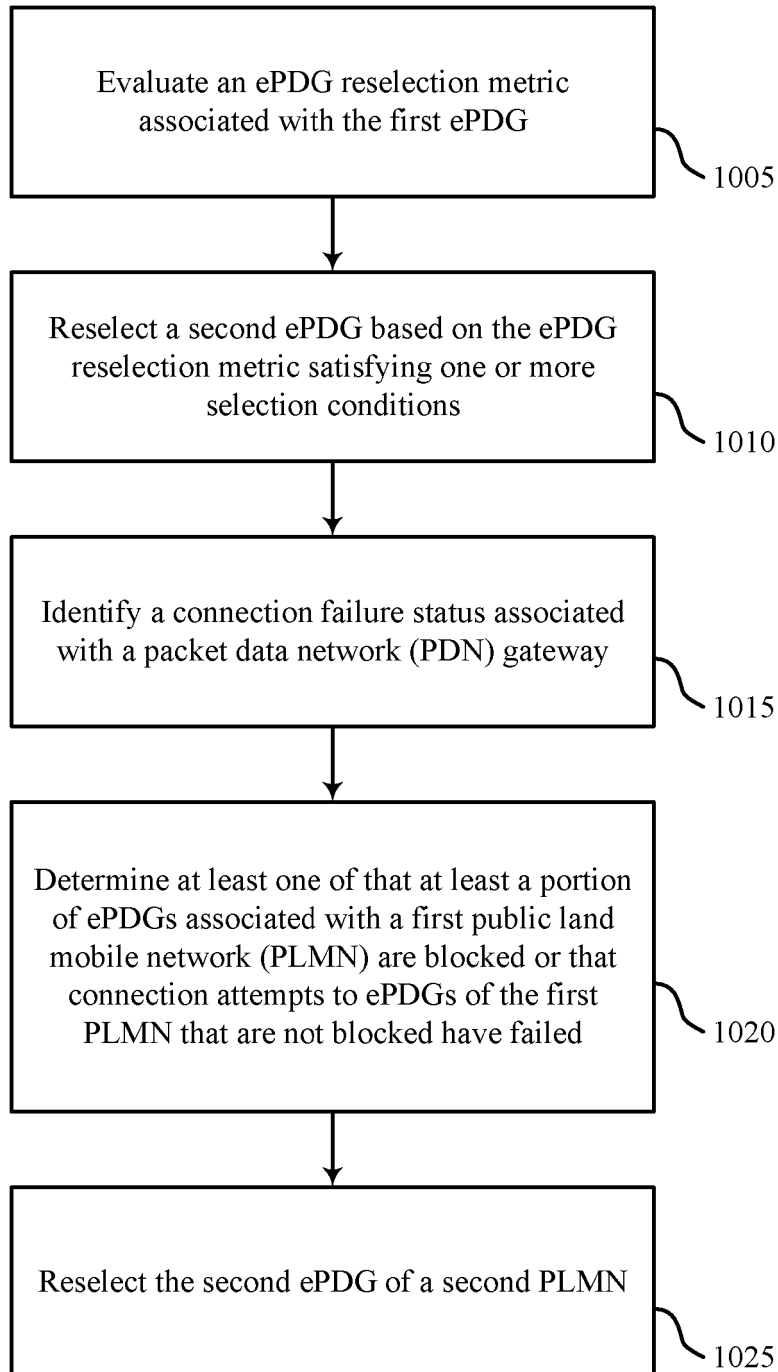 Evaluate an ePDG reselection metric
associated with the first ePDG
1005
Reselect a second ePDG based on the ePDG
reselection metric satisfying one or more
selection conditions
1010
Identify a connection failure status associated
with a packet data network (PDN) gateway
1015
Determine at least one of that at least a portion
of ePDGs associated with a first public land
mobile network (PLMN) are blocked or that
connection attempts to ePDGs of the first
PLMN that are not blocked have failed
1020
Reselect the second ePDG of a second PLMN
1025